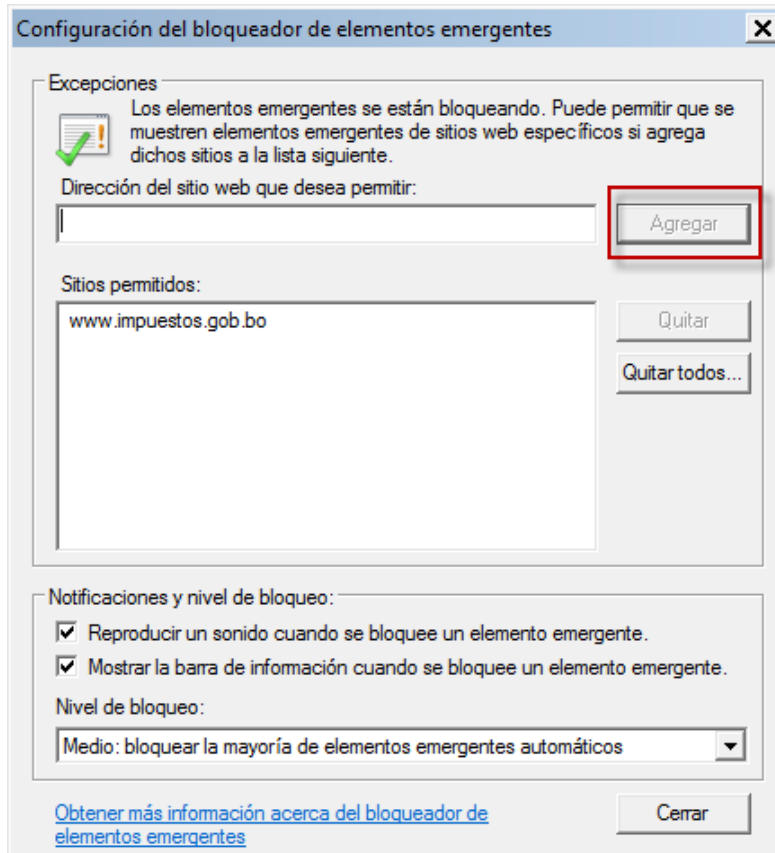 Configuración del bloqueador de elementos emergentes
Excepciones
Los elementos emergentes se están bloqueando. Puede permitir que se
muestren elementos emergentes de sitios web específicos si agrega
dichos sitios a la lista siguiente.
Dirección del sitio web que desea permitir:
Agregar
Sitios permitidos:
www.impuestos.gob.bo
Quitar
Quitar todos...
Notificaciones y nivel de bloqueo:
Reproducir un sonido cuando se bloquee un elemento emergente.
Mostrar la barra de información cuando se bloquee un elemento emergente.
Nivel de bloqueo:
Medio: bloquear la mayoría de elementos emergentes automáticos
Obtener más información acerca del bloqueador de
elementos emergentes
Cerrar